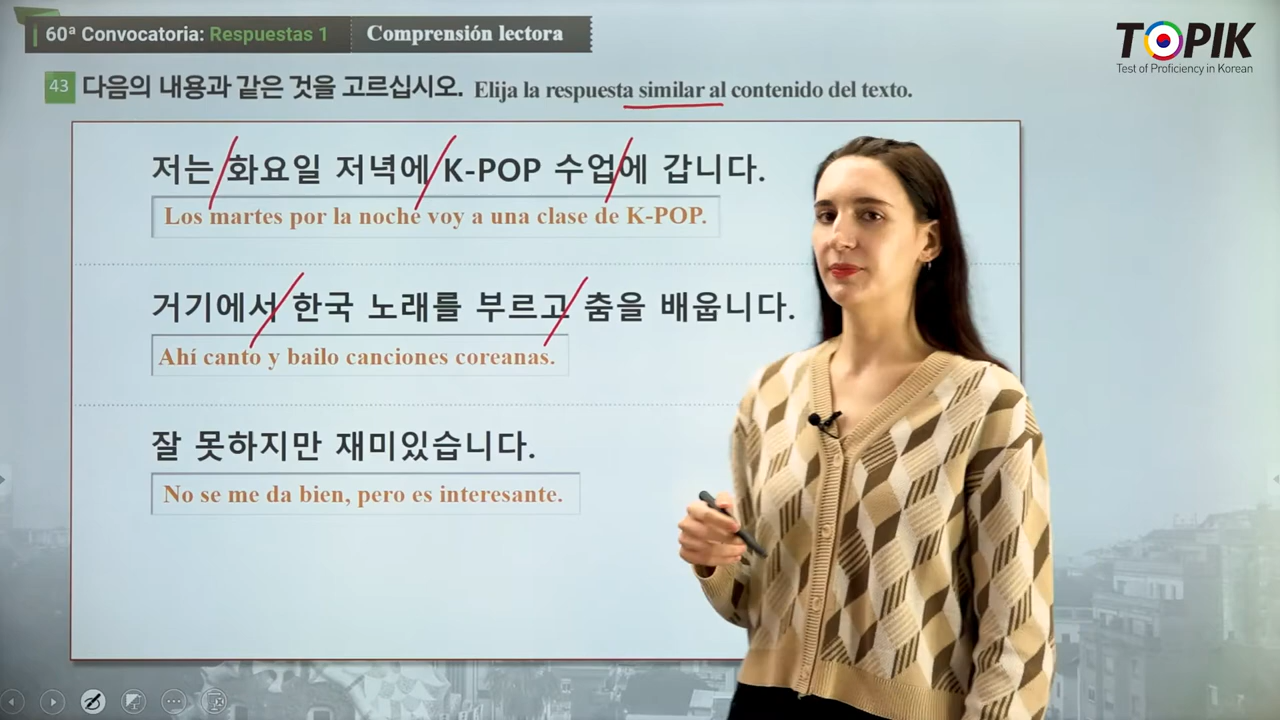 60ª Convocatoria: Respuestas 1 Comprensión lectora
TOPIK
Test of Proficiency in Korean
43 다음의 내용과 같은 것을 고르십시오. Elija la respuesta similar al contenido del texto.
저는 화요일 저녁에 K-POP 수업에 갑니다.
Los martes por la noche voy a una clase de K-POP.
거기에서 한국 노래를 부르고 춤을 배웁니다.
Ahí canto y bailo canciones coreanas.
잘 못하지만 재미있습니다.
No se me da bien, pero es interesante.